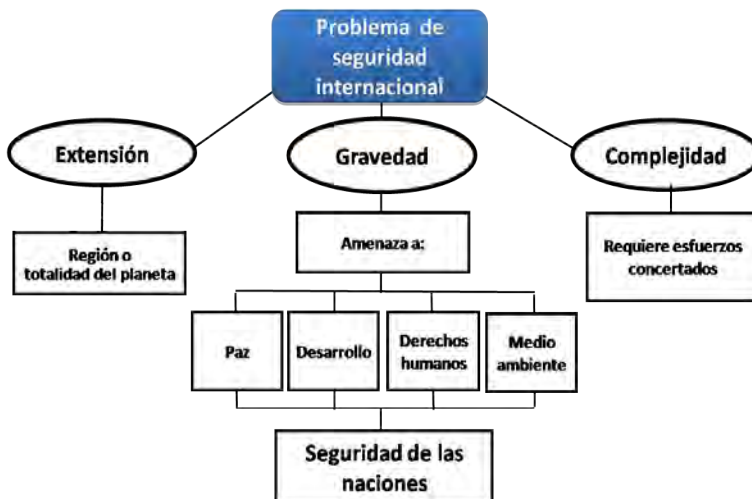 Problema de
seguridad
internacional
Extensión
Gravedad
Complejidad
Región o
totalidad del planeta
Amenaza a:
Requiere esfuerzos
concertados
Paz
Desarrollo
Derechos
humanos
Medio
ambiente
Seguridad de las
naciones